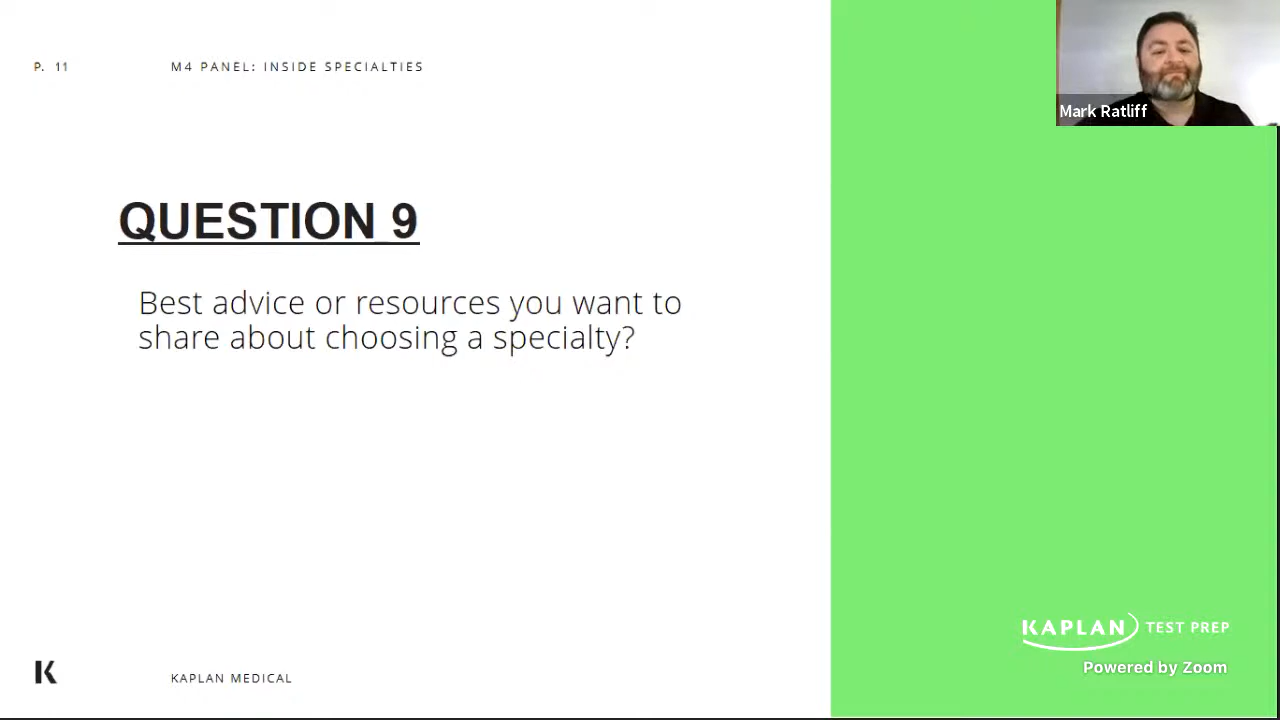 P. 11
M4 PANEL: INSIDE SPECIALTIES
Mark Ratliff
QUESTION 9
Best advice or resources you want to
share about choosing a specialty?
KAPLAN TEST PREP
Powered by Zoom
K
KAPLAN MEDICAL